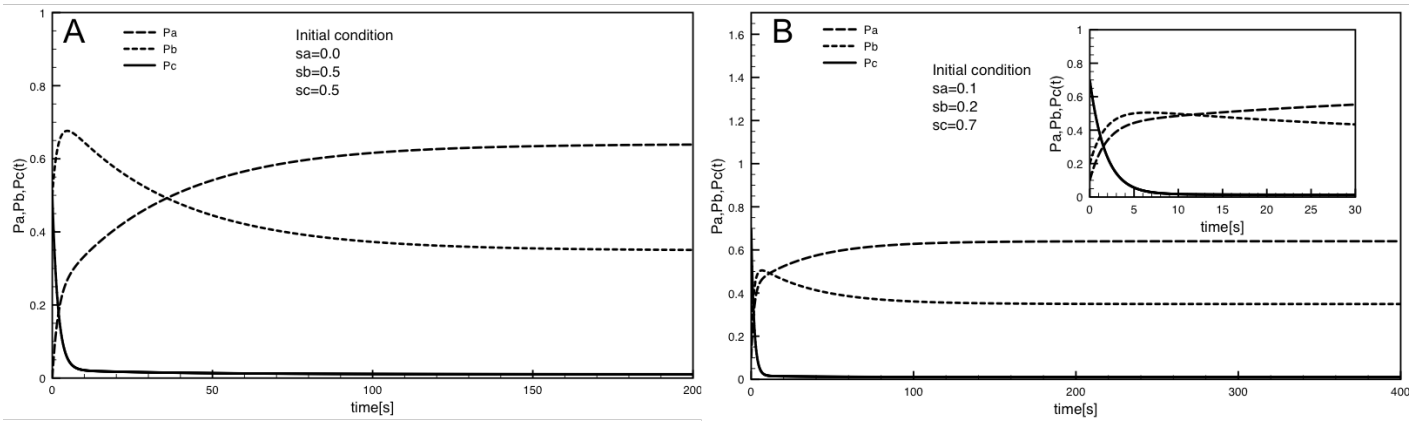 A
Pa
Pb
Pc
Initial condition
sa=0.0
sb=0.5
sc=0.5
Pa,Pb,Pc(t)
1
0.8
0.6
0.4
0.2
0
0
50
100
150
200
time[s]
B
Pa
Pb
Pc
Initial condition
sa=0.1
sb=0.2
sc=0.7
Pa,Pb,Pc(t)
1.6
1.4
1.2
1
0.8
0.6
0.4
0.2
0
0
100
200
300
400
time[s]
Pa,Pb,Pc(t)
1
0.8
0.6
0.4
0.2
0
0
5
10
15
20
25
30
time[s]